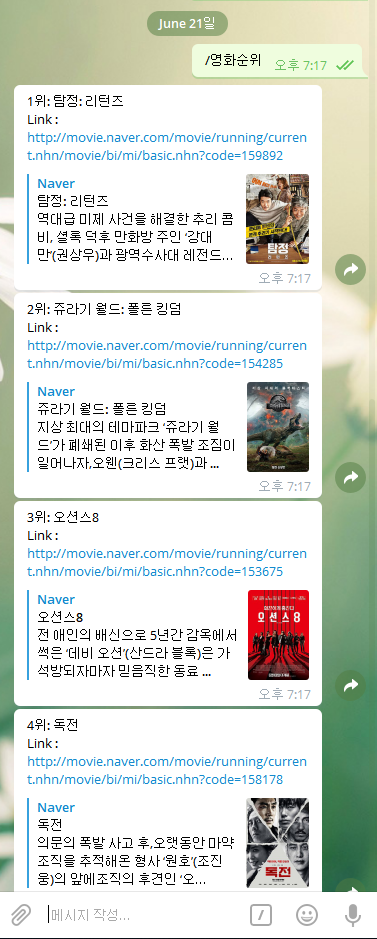 June 21일
/영화순위
오후 7:17
1위: 탐정: 리턴즈
Link :
http://movie.naver.com/movie/running/curren
t.nhn/movie/bi/mi/basic.nhn?code=159892
Naver
탐정: 리턴즈
역대급 미제 사건을 해결한 추리 콤
비, 셜록 덕후 만화방 주인 ‘강대
만’(권상우)과 광역수사대 레전드...
탐정
오후 7:17
2위: 쥬라기 월드: 폴른 킹덤
Link :
http://movie.naver.com/movie/running/curren
t.nhn/movie/bi/mi/basic.nhn?code=154285
Naver
쥬라기 월드: 폴른 킹덤
지상 최대의 테마파크 ‘쥬라기 월
드’가 폐쇄된 이후 화산 폭발 조짐이
일어나자,오웬(크리스 프랫)과 ...
오후 7:17
3위: 오션스8
Link :
http://movie.naver.com/movie/running/curren
t.nhn/movie/bi/mi/basic.nhn?code=153675
Naver
오션스8
전 애인의 배신으로 5년간 감옥에서
썩은 ‘데비 오션’(산드라 블록)은 가
석방되자마자 믿음직한 동료 ...
오션스8
오후 7:17
4위: 독전
Link :
http://movie.naver.com/movie/running/curren
t.nhn/movie/bi/mi/basic.nhn?code=158178
Naver
독전
의문의 폭발 사고 후,오랫동안 마약
조직을 추적해온 형사 ‘원호’(조진
웅)의 앞에조직의 후견인 ‘오...
독전
메시지 작성...